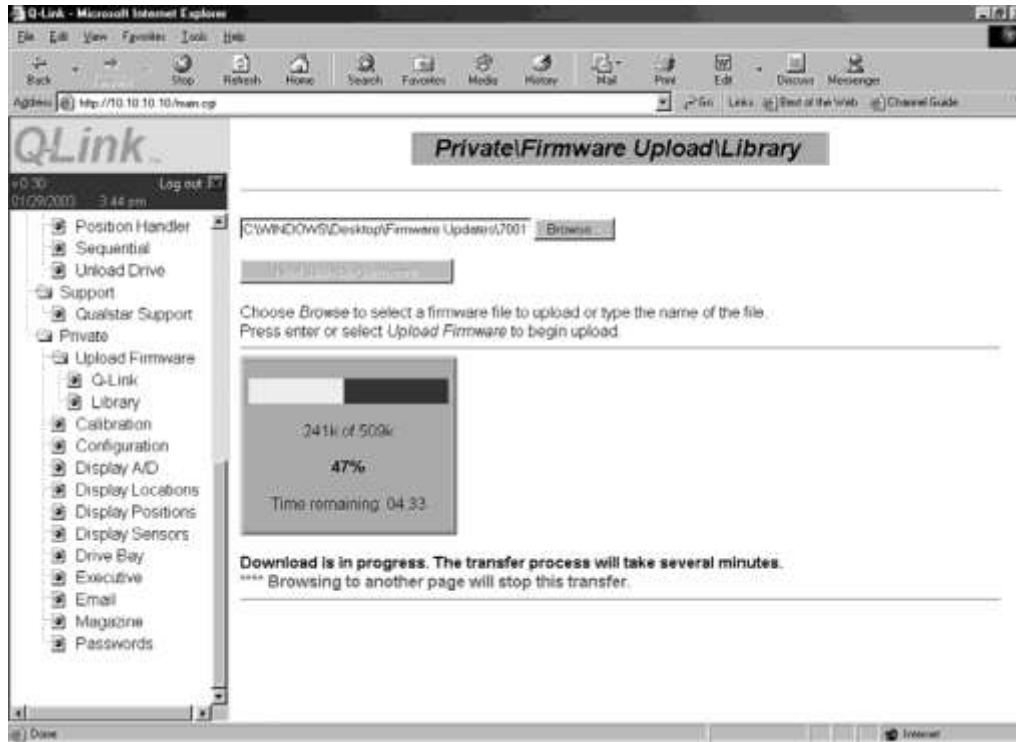 Q-Link - Microsoft Internet Explorer
File Edit View Favorites Tools Help
Back Stop Refresh Home Search Favorites Media History Mail Print Edit Discuss Messenger
Address http://10.10.10.10/main.cgi Go Links Best of the Web Channel Guide
Q-Link
v 0.30 Log out
01/29/2003 3:44 pm
Position Handler
Sequential
Unload Drive
Support
Qualstar Support
Private
Upload Firmware
Q-Link
Library
Calibration
Configuration
Display A/D
Display Locations
Display Positions
Display Sensors
Drive Bay
Executive
Email
Magazine
Passwords
Private\Firmware Upload\Library
C:\WINDOWS\Desktop\Firmware Updates\7001 Browse...
Choose Browse to select a firmware file to upload or type the name of the file.
Press enter or select Upload Firmware to begin upload.
241k of 509k
47%
Time remaining: 04:33
Download is in progress. The transfer process will take several minutes.
**** Browsing to another page will stop this transfer.
Done Internet